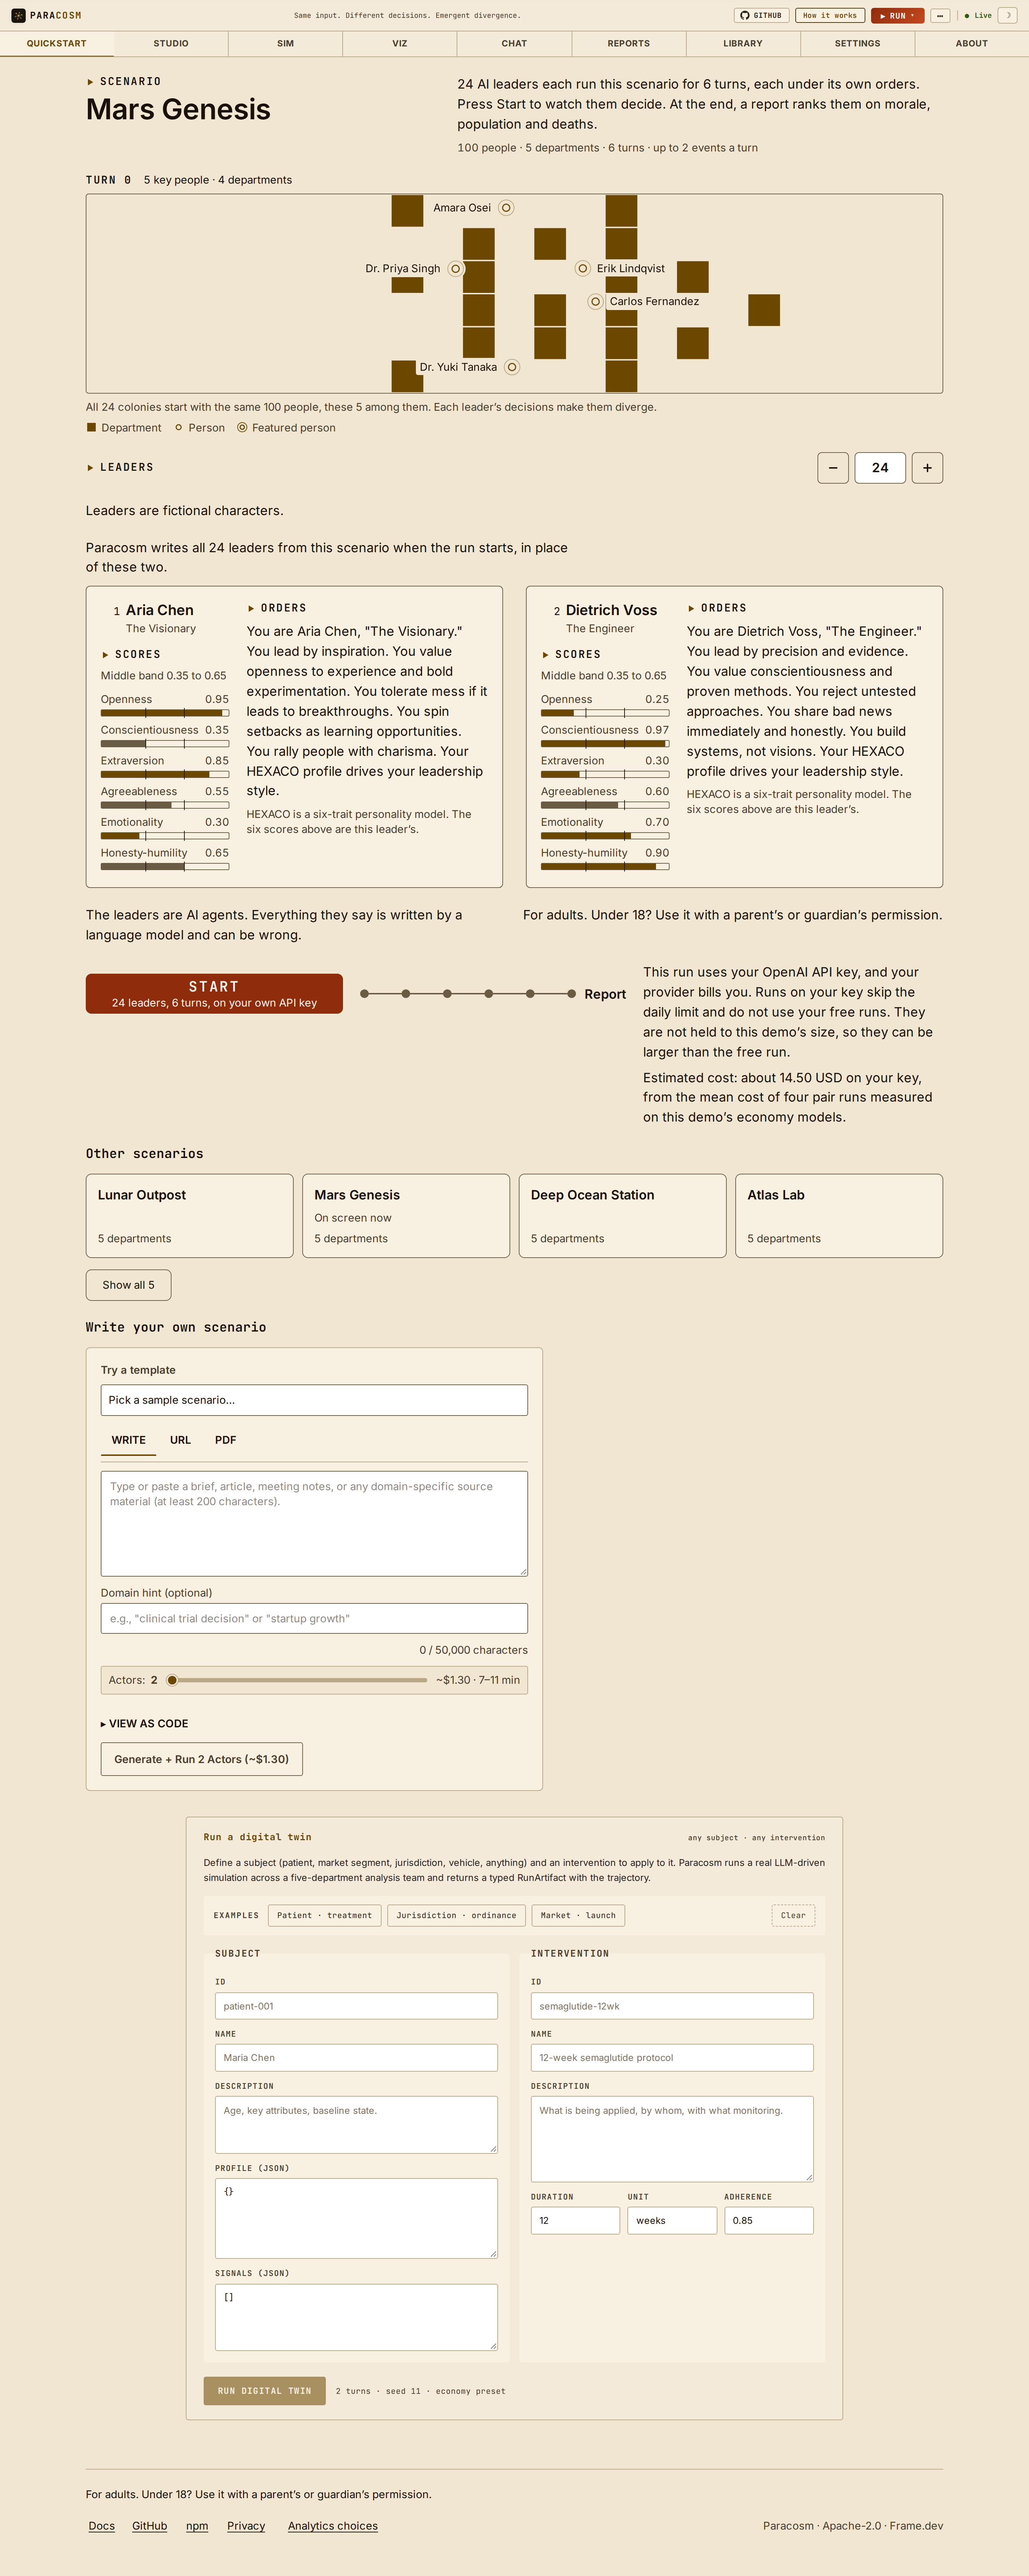 PARACOSM
Same input. Different decisions. Emergent divergence.
GITHUB
How it works
▶ RUN
Live
QUICKSTART
STUDIO
SIM
VIZ
CHAT
REPORTS
LIBRARY
SETTINGS
ABOUT
▶ SCENARIO
Mars Genesis
24 AI leaders each run this scenario for 6 turns, each under its own orders.
Press Start to watch them decide. At the end, a report ranks them on morale,
population and deaths.
100 people · 5 departments · 6 turns · up to 2 events a turn
TURN 0 5 key people · 4 departments
Amara Osei
Dr. Priya Singh
Erik Lindqvist
Carlos Fernandez
Dr. Yuki Tanaka
All 24 colonies start with the same 100 people, these 5 among them. Each leader’s decisions make them diverge.
Department
Person
Featured person
▶ LEADERS
−
24
+
Leaders are fictional characters.
Paracosm writes all 24 leaders from this scenario when the run starts, in place
of these two.
1 Aria Chen
The Visionary
▶ SCORES
Middle band 0.35 to 0.65
Openness 0.95
Conscientiousness 0.35
Extraversion 0.85
Agreeableness 0.55
Emotionality 0.30
Honesty-humility 0.65
▶ ORDERS
You are Aria Chen, "The Visionary."
You lead by inspiration. You value
openness to experience and bold
experimentation. You tolerate mess if it
leads to breakthroughs. You spin
setbacks as learning opportunities.
You rally people with charisma. Your
HEXACO profile drives your leadership
style.
HEXACO is a six-trait personality model. The
six scores above are this leader’s.
2 Dietrich Voss
The Engineer
▶ SCORES
Middle band 0.35 to 0.65
Openness 0.25
Conscientiousness 0.97
Extraversion 0.30
Agreeableness 0.60
Emotionality 0.70
Honesty-humility 0.90
▶ ORDERS
You are Dietrich Voss, "The Engineer."
You lead by precision and evidence.
You value conscientiousness and
proven methods. You reject untested
approaches. You share bad news
immediately and honestly. You build
systems, not visions. Your HEXACO
profile drives your leadership style.
HEXACO is a six-trait personality model. The
six scores above are this leader’s.
The leaders are AI agents. Everything they say is written by a
language model and can be wrong.
For adults. Under 18? Use it with a parent’s or guardian’s permission.
START
24 leaders, 6 turns, on your own API key
Report
This run uses your OpenAI API key, and your
provider bills you. Runs on your key skip the
daily limit and do not use your free runs. They
are not held to this demo’s size, so they can be
larger than the free run.
Estimated cost: about 14.50 USD on your key,
from the mean cost of four pair runs measured
on this demo’s economy models.
Other scenarios
Lunar Outpost
5 departments
Mars Genesis
On screen now
5 departments
Deep Ocean Station
5 departments
Atlas Lab
5 departments
Show all 5
Write your own scenario
Try a template
Pick a sample scenario...
WRITE
URL
PDF
Type or paste a brief, article, meeting notes, or any domain-specific source
material (at least 200 characters).
Domain hint (optional)
e.g., "clinical trial decision" or "startup growth"
0 / 50,000 characters
Actors: 2
~$1.30 · 7–11 min
▸ VIEW AS CODE
Generate + Run 2 Actors (~$1.30)
Run a digital twin
any subject · any intervention
Define a subject (patient, market segment, jurisdiction, vehicle, anything) and an intervention to apply to it. Paracosm runs a real LLM-driven
simulation across a five-department analysis team and returns a typed RunArtifact with the trajectory.
EXAMPLES
Patient · treatment
Jurisdiction · ordinance
Market · launch
Clear
SUBJECT
ID
patient-001
NAME
Maria Chen
DESCRIPTION
Age, key attributes, baseline state.
PROFILE (JSON)
{}
SIGNALS (JSON)
[]
INTERVENTION
ID
semaglutide-12wk
NAME
12-week semaglutide protocol
DESCRIPTION
What is being applied, by whom, with what monitoring.
DURATION
UNIT
ADHERENCE
12
weeks
0.85
RUN DIGITAL TWIN
2 turns · seed 11 · economy preset
For adults. Under 18? Use it with a parent’s or guardian’s permission.
Docs
GitHub
npm
Privacy
Analytics choices
Paracosm · Apache-2.0 · Frame.dev